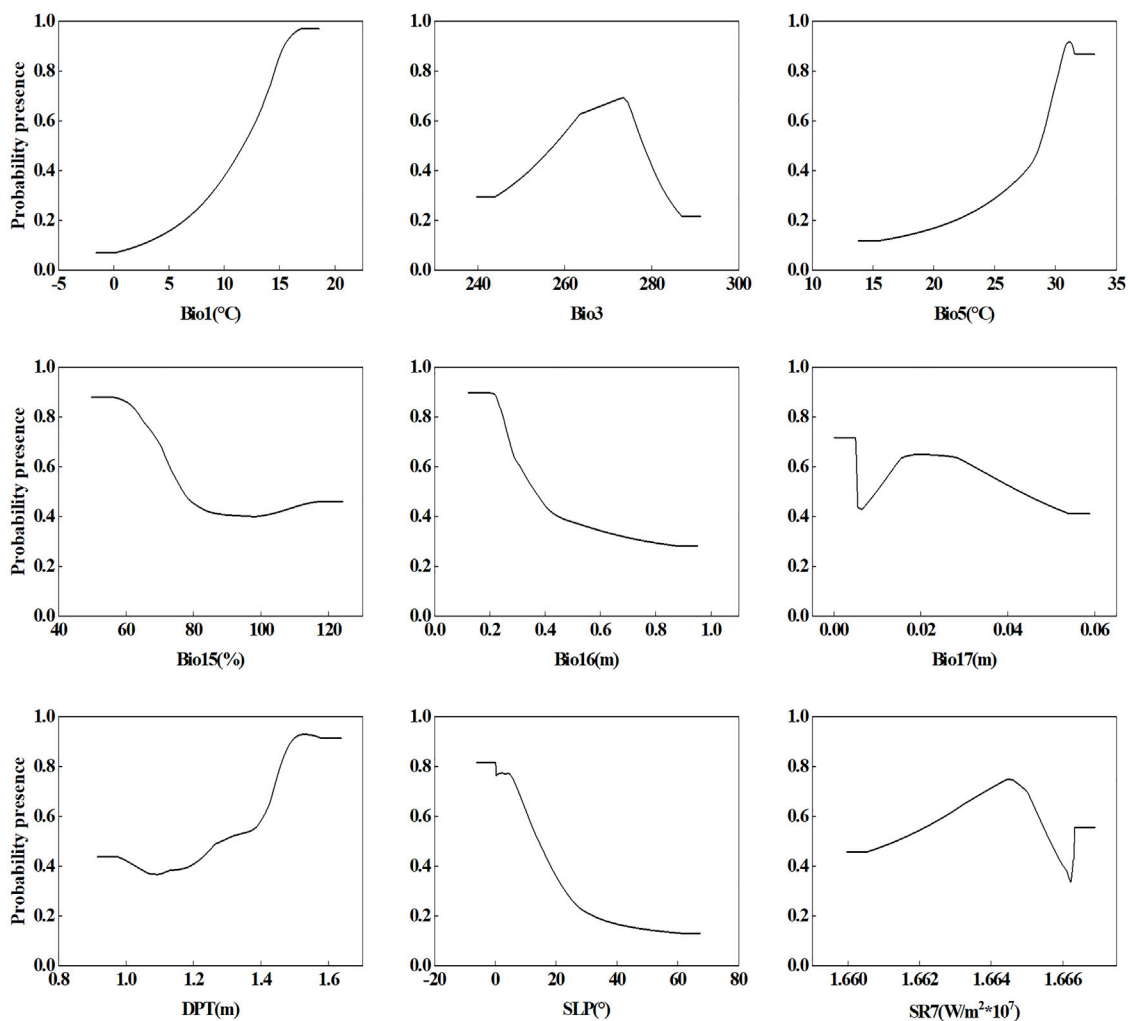 1.0 1.0 1.0
0.8 0.8 0.8
0.6 0.6 0.6
0.4 0.4 0.4
0.2 0.2 0.2
0.0 0.0 0.0
Probability presence
-5 0 5 10 15 20 240 260 280 300 10 15 20 25 30 35
Bio1(°C) Bio3 Bio5(°C)
1.0 1.0 1.0
0.8 0.8 0.8
0.6 0.6 0.6
0.4 0.4 0.4
0.2 0.2 0.2
0.0 0.0 0.0
Probability presence
40 60 80 100 120 0.0 0.2 0.4 0.6 0.8 1.0 0.00 0.02 0.04 0.06
Bio15(%) Bio16(m) Bio17(m)
1.0 1.0 1.0
0.8 0.8 0.8
0.6 0.6 0.6
0.4 0.4 0.4
0.2 0.2 0.2
0.0 0.0 0.0
Probability presence
0.8 1.0 1.2 1.4 1.6 -20 0 20 40 60 80 1.660 1.662 1.664 1.666
DPT(m) SLP(°) SR7(W/m²*10⁷)